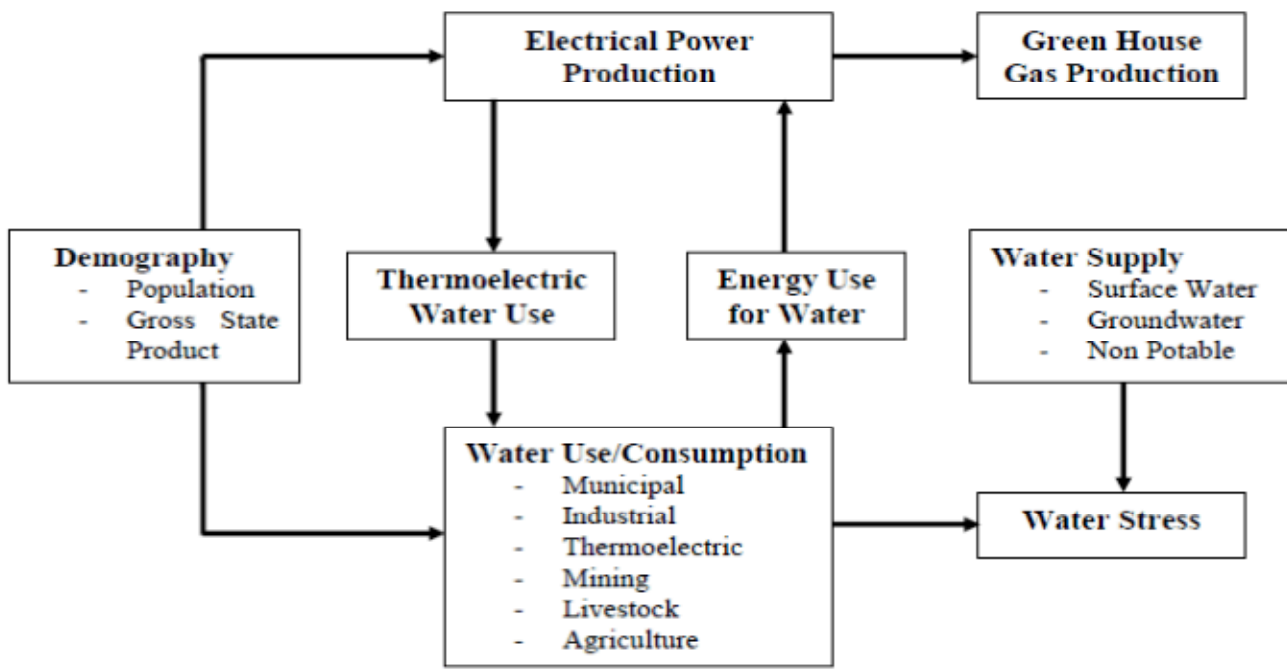 Electrical Power
Production
Green House
Gas Production
Demography
- Population
- Gross State
Product
Thermoelectric
Water Use
Energy Use
for Water
Water Supply
- Surface Water
- Groundwater
- Non Potable
Water Use/Consumption
- Municipal
- Industrial
- Thermoelectric
- Mining
- Livestock
- Agriculture
Water Stress